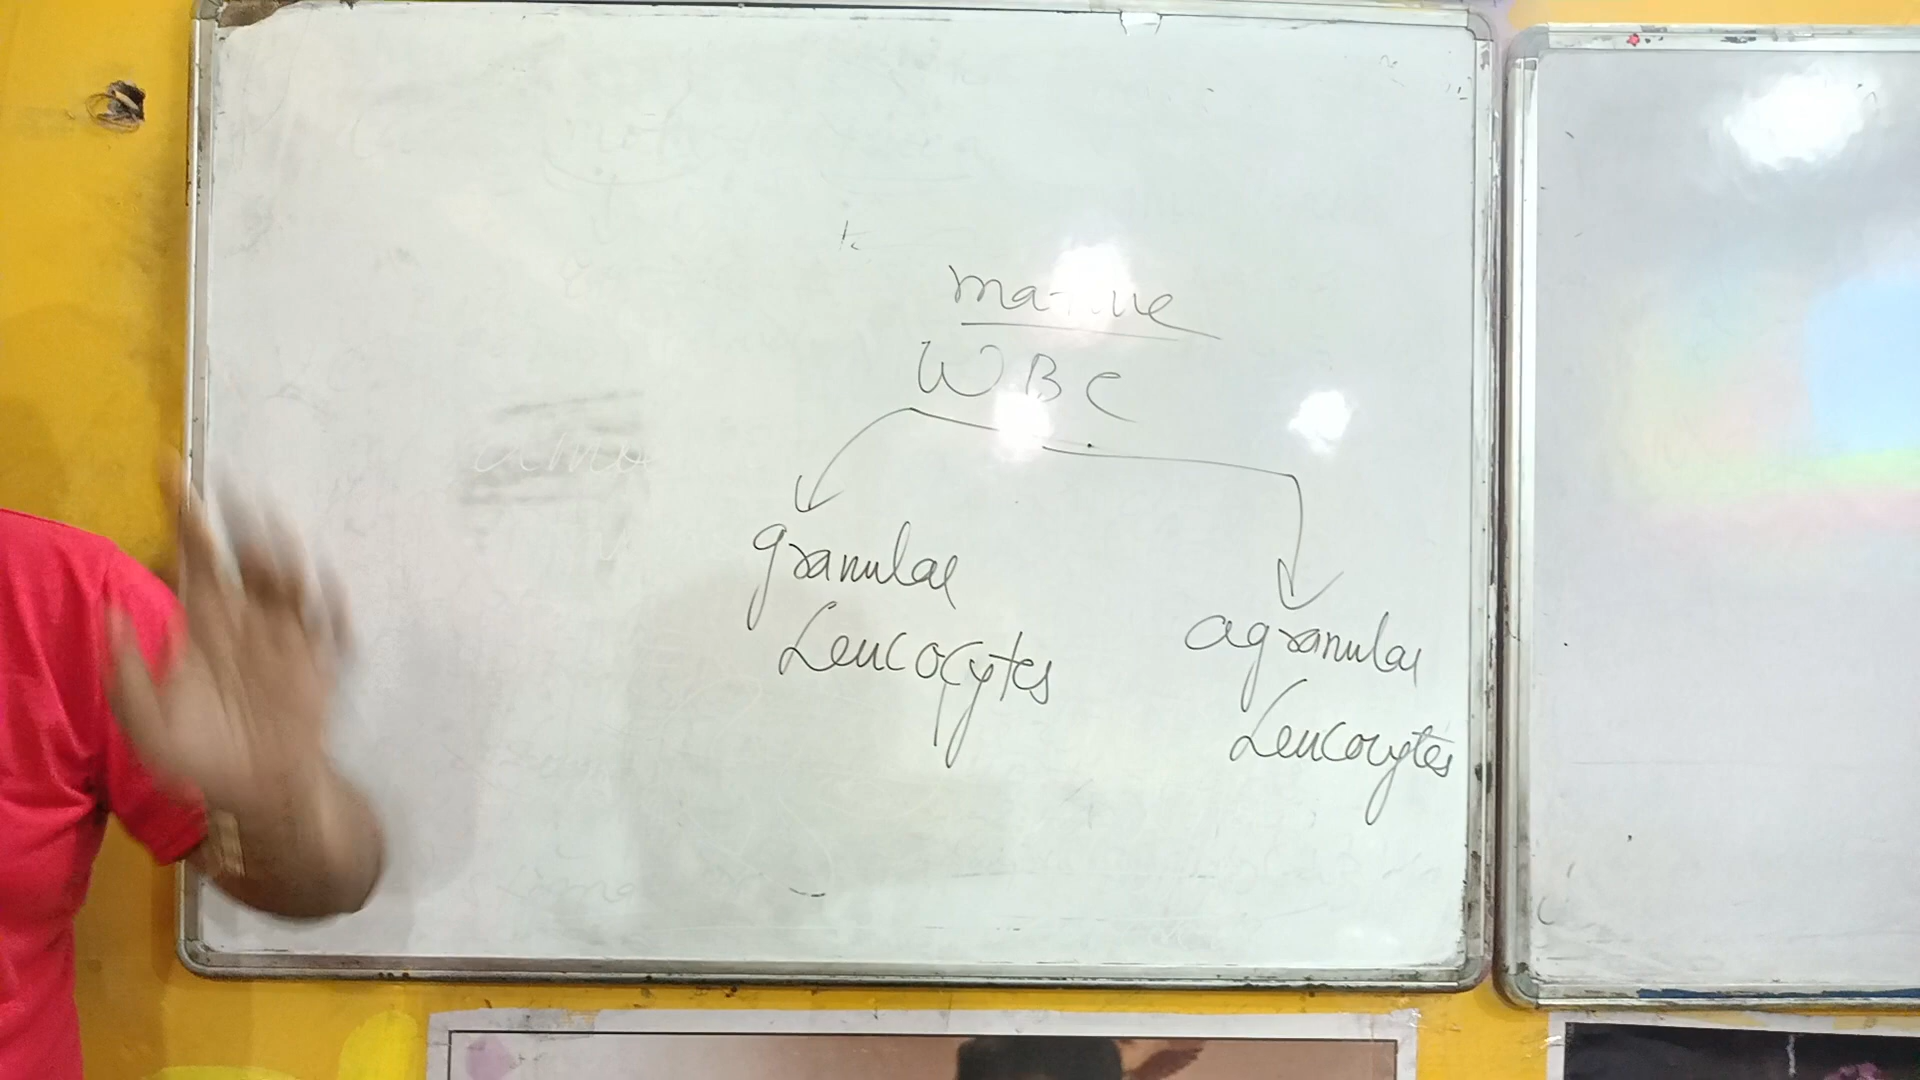 mature
WBC
granular
Leucocytes
agranular
Leucocytes